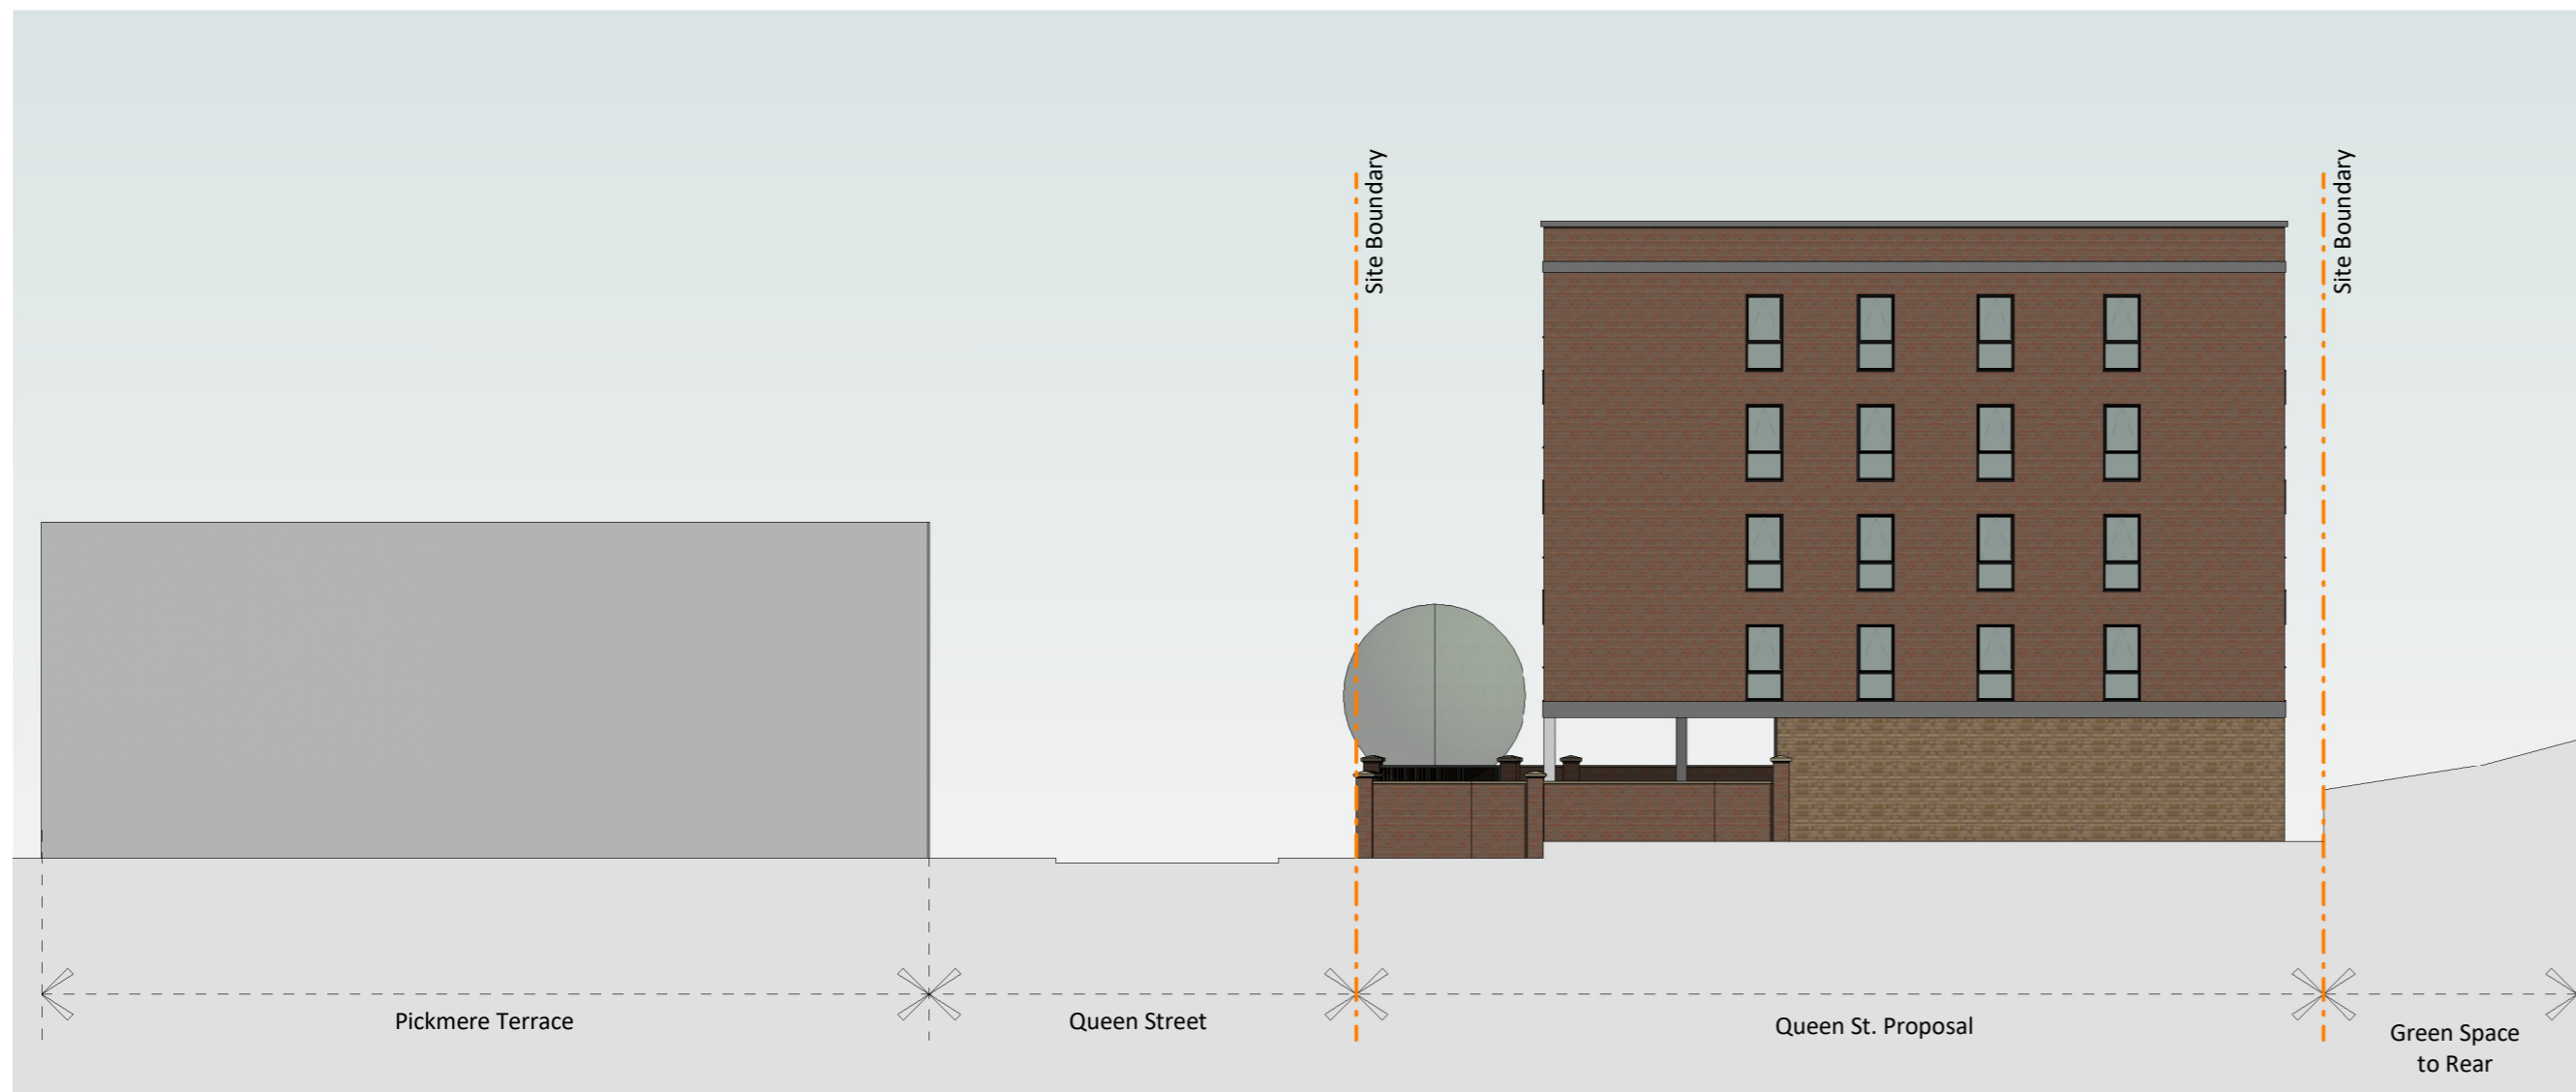 Site Boundary
Site Boundary
Pickmere Terrace
Queen Street
Queen St. Proposal
Green Space
to Rear